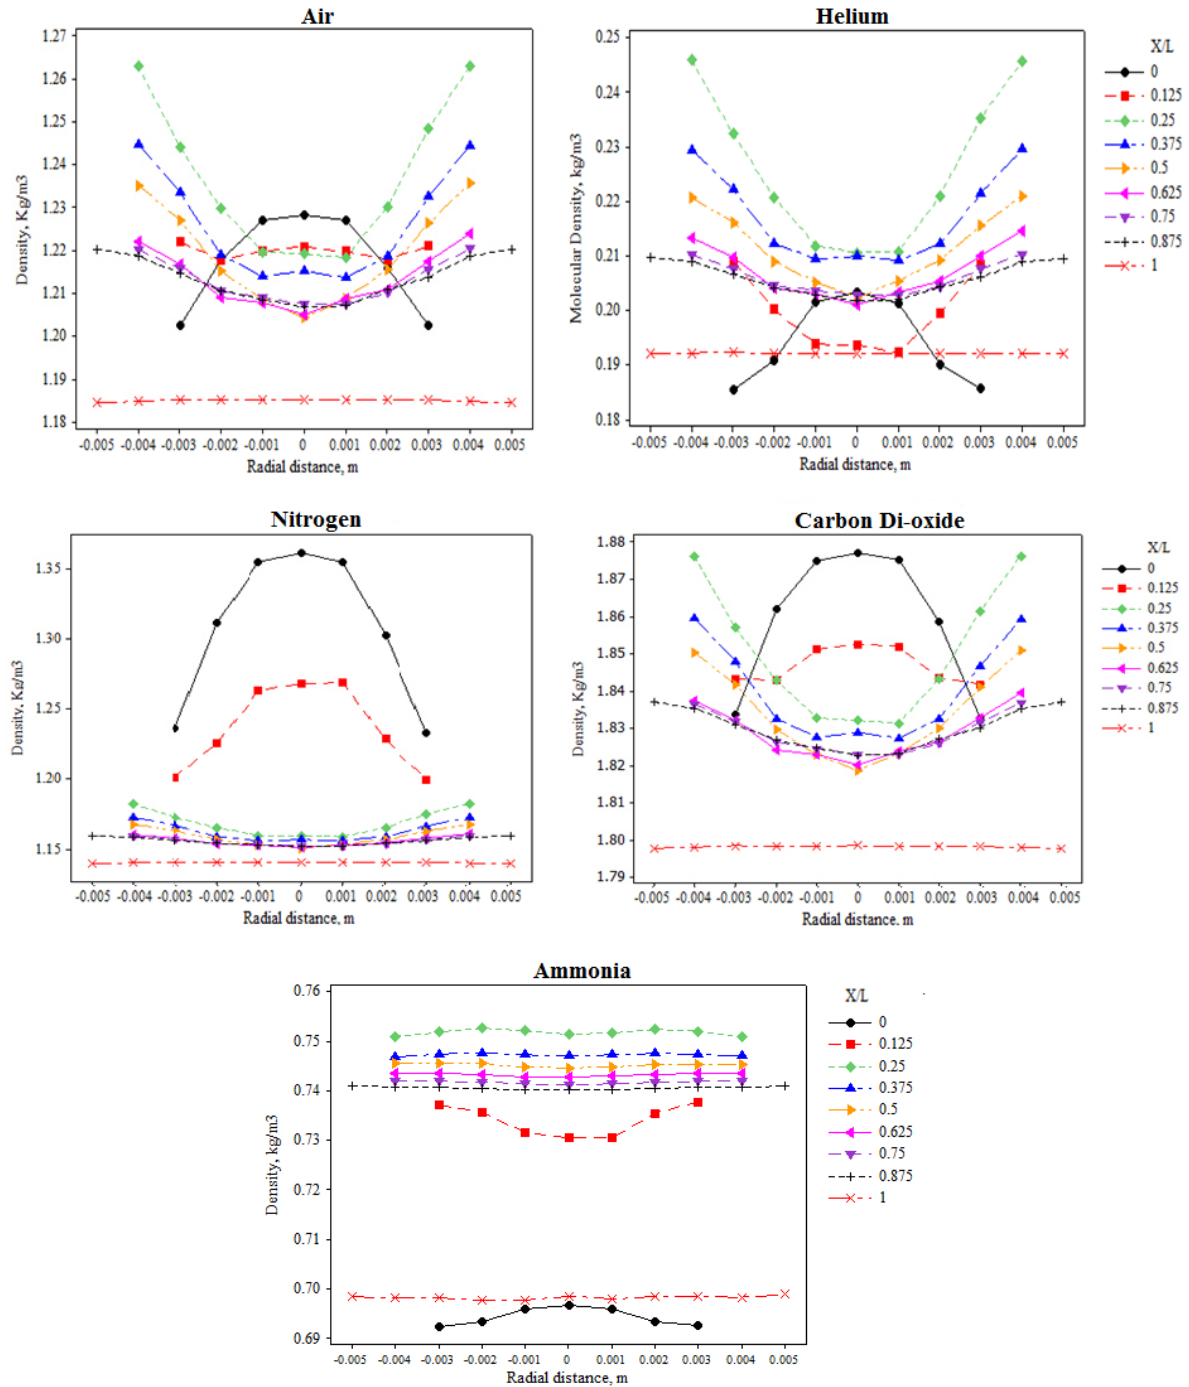 Air
Helium
1.27
1.26
1.25
1.24
1.23
1.22
1.21
1.20
1.19
1.18
Density, Kg/m3
-0.005 -0.004 -0.003 -0.002 -0.001 0 0.001 0.002 0.003 0.004 0.005
Radial distance, m
0.25
0.24
0.23
0.22
0.21
0.20
0.19
0.18
Molecular Density, kg/m3
-0.005 -0.004 -0.003 -0.002 -0.001 0 0.001 0.002 0.003 0.004 0.005
Radial distance, m
X/L
0
0.125
0.25
0.375
0.5
0.625
0.75
0.875
1
Nitrogen
Carbon Di-oxide
1.35
1.30
1.25
1.20
1.15
Density, Kg/m3
-0.005 -0.004 -0.003 -0.002 -0.001 0 0.001 0.002 0.003 0.004 0.005
Radial distance, m
1.88
1.87
1.86
1.85
1.84
1.83
1.82
1.81
1.80
1.79
Density, Kg/m3
-0.005 -0.004 -0.003 -0.002 -0.001 0 0.001 0.002 0.003 0.004 0.005
Radial distance. m
X/L
0
0.125
0.25
0.375
0.5
0.625
0.75
0.875
1
Ammonia
0.76
0.75
0.74
0.73
0.72
0.71
0.70
0.69
Density, kg/m3
-0.005 -0.004 -0.003 -0.002 -0.001 0 0.001 0.002 0.003 0.004 0.005
Radial distance, m
X/L
0
0.125
0.25
0.375
0.5
0.625
0.75
0.875
1